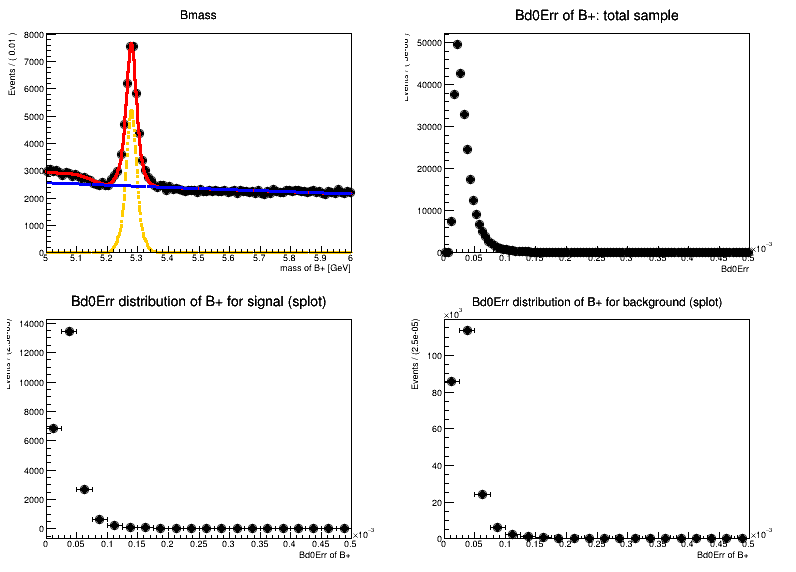 Bmass
Events / ( 0.01 )
8000
7000
6000
5000
4000
3000
2000
1000
0
5 5.1 5.2 5.3 5.4 5.5 5.6 5.7 5.8 5.9 6
mass of B+ [GeV]
Bd0Err of B+: total sample
Events / (
50000
40000
30000
20000
10000
0
0 0.05 0.1 0.15 0.2 0.25 0.3 0.35 0.4 0.45 0.5
×10⁻³
Bd0Err
Bd0Err distribution of B+ for signal (splot)
Events / (2.5e-05)
14000
12000
10000
8000
6000
4000
2000
0
0 0.05 0.1 0.15 0.2 0.25 0.3 0.35 0.4 0.45 0.5
×10⁻³
Bd0Err of B+
Bd0Err distribution of B+ for background (splot)
×10³
Events / (2.5e-05)
100
80
60
40
20
0
0 0.05 0.1 0.15 0.2 0.25 0.3 0.35 0.4 0.45 0.5
×10⁻³
Bd0Err of B+